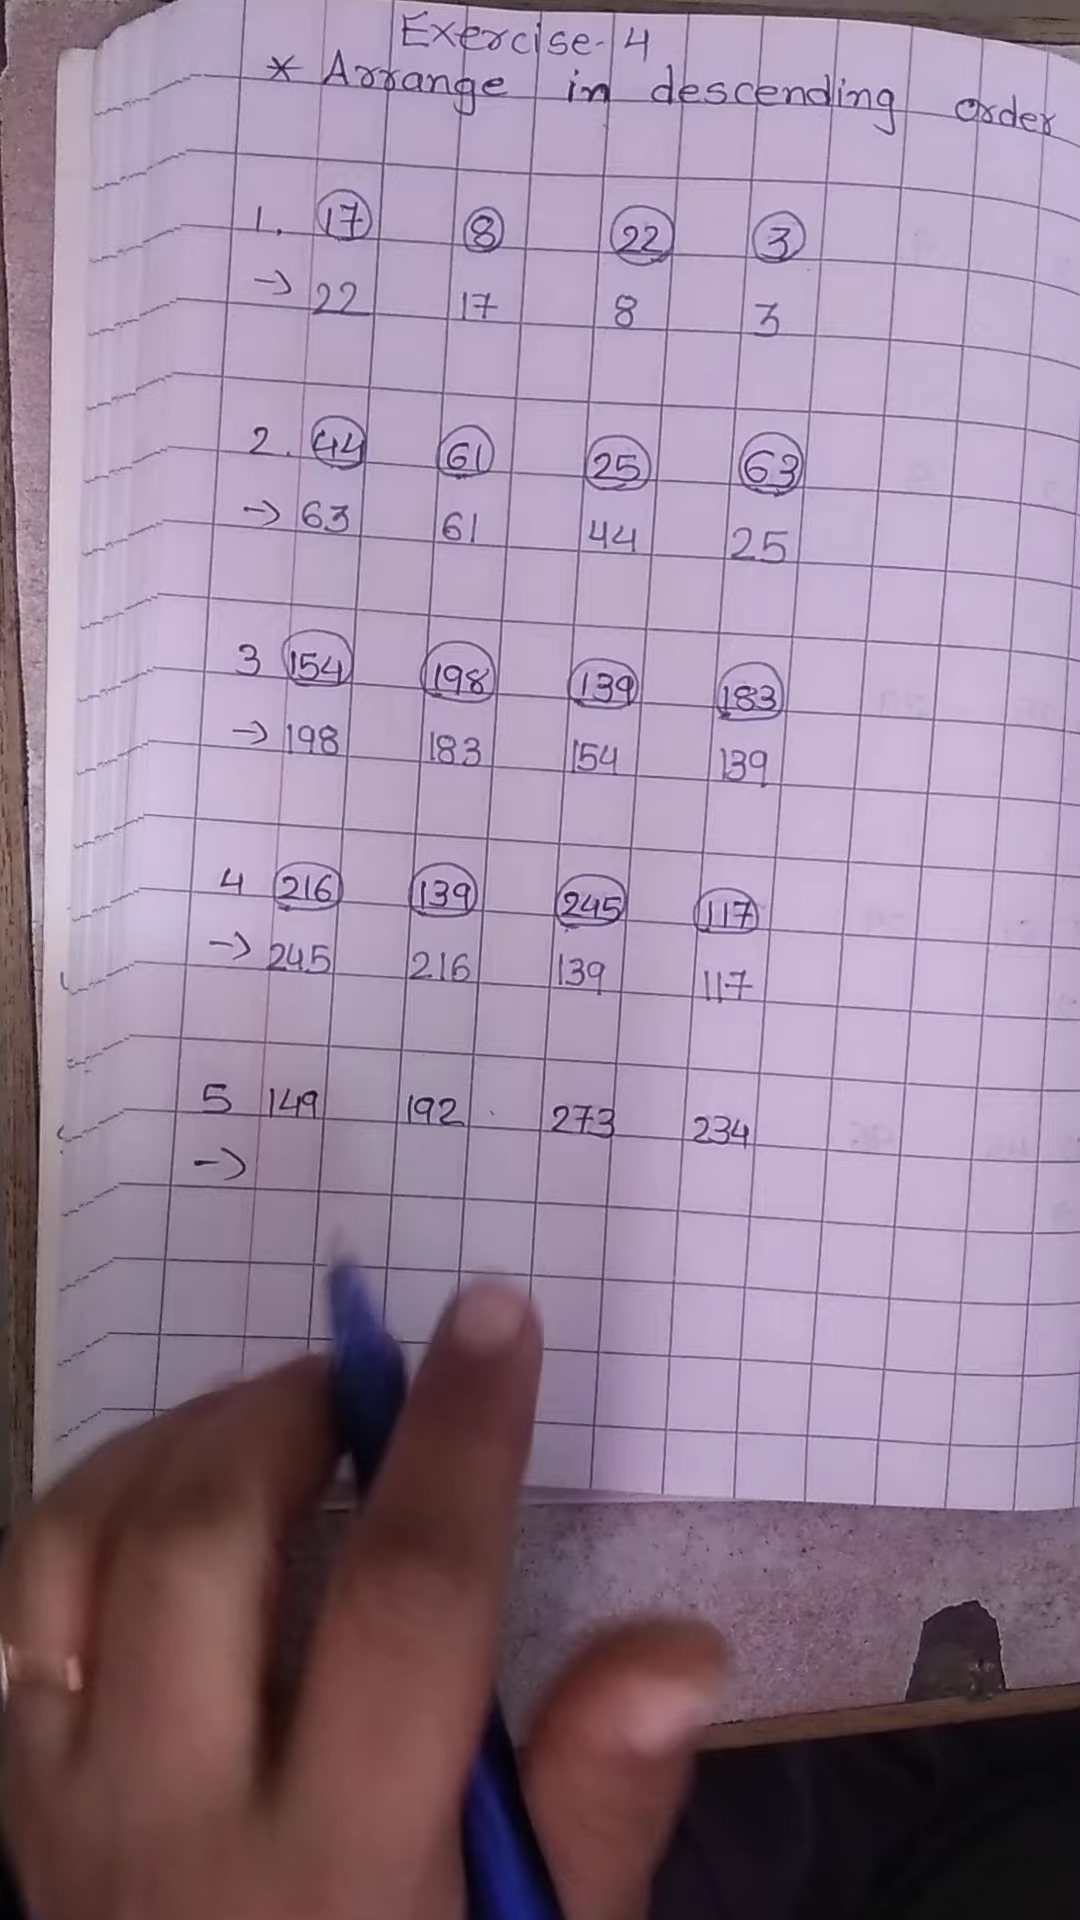 Exercise-4
* Arrange in descending order
1. 17 8 22 3
→ 22 17 8 3
2. 44 61 25 63
→ 63 61 44 25
3 154 198 139 183
→ 198 183 154 139
4 216 139 245 117
→ 245 216 139 117
5 149 192 273 234
→